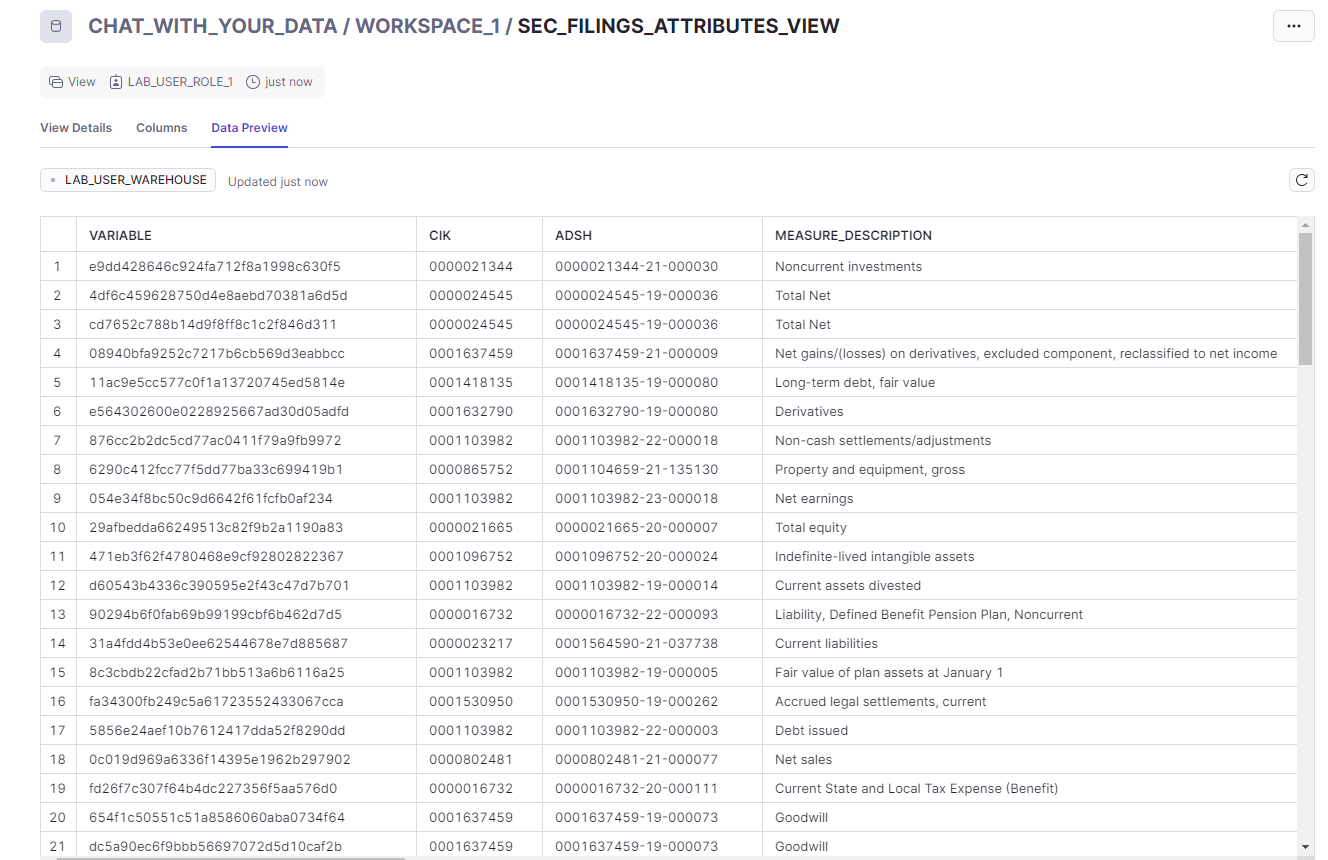 CHAT_WITH_YOUR_DATA / WORKSPACE_1 / SEC_FILINGS_ATTRIBUTES_VIEW
View LAB_USER_ROLE_1 just now
View Details Columns Data Preview
LAB_USER_WAREHOUSE Updated just now
VARIABLE CIK ADSH MEASURE_DESCRIPTION
1 e9dd428646c924fa712f8a1998c630f5 0000021344 0000021344-21-000030 Noncurrent investments
2 4df6c459628750d4e8aebd70381a6d5d 0000024545 0000024545-19-000036 Total Net
3 cd7652c788b14d9f8ff8c1c2f846d311 0000024545 0000024545-19-000036 Total Net
4 08940bfa9252c7217b6cb569d3eabbcc 0001637459 0001637459-21-000009 Net gains/(losses) on derivatives, excluded component, reclassified to net income
5 11ac9e5cc577c0f1a13720745ed5814e 0001418135 0001418135-19-000080 Long-term debt, fair value
6 e564302600e0228925667ad30d05adfd 0001632790 0001632790-19-000080 Derivatives
7 876cc2b2dc5cd77ac0411f79a9fb9972 0001103982 0001103982-22-000018 Non-cash settlements/adjustments
8 6290c412fcc77f5dd77ba33c699419b1 0000865752 0001104659-21-135130 Property and equipment, gross
9 054e34f8bc50c9d6642f61fcfb0af234 0001103982 0001103982-23-000018 Net earnings
10 29afbedda66249513c82f9b2a1190a83 0000021665 0000021665-20-000007 Total equity
11 471eb3f62f4780468e9cf92802822367 0001096752 0001096752-20-000024 Indefinite-lived intangible assets
12 d60543b4336c390595e2f43c47d7b701 0001103982 0001103982-19-000014 Current assets divested
13 90294b6f0fab69b99199cbf6b462d7d5 0000016732 0000016732-22-000093 Liability, Defined Benefit Pension Plan, Noncurrent
14 31a4fdd4b53e0ee62544678e7d885687 0000023217 0001564590-21-037738 Current liabilities
15 8c3cbdb22cfad2b71bb513a6b6116a25 0001103982 0001103982-19-000005 Fair value of plan assets at January 1
16 fa34300fb249c5a61723552433067cca 0001530950 0001530950-19-000262 Accrued legal settlements, current
17 5856e24aef10b7612417dda52f8290dd 0001103982 0001103982-22-000003 Debt issued
18 0c019d969a6336f14395e1962b297902 0000802481 0000802481-21-000077 Net sales
19 fd26f7c307f64b4dc227356f5aa576d0 0000016732 0000016732-20-000111 Current State and Local Tax Expense (Benefit)
20 654f1c50551c51a8586060aba0734f64 0001637459 0001637459-19-000073 Goodwill
21 dc5a90ec6f9bbb56697072d5d10caf2b 0001637459 0001637459-19-000073 Goodwill